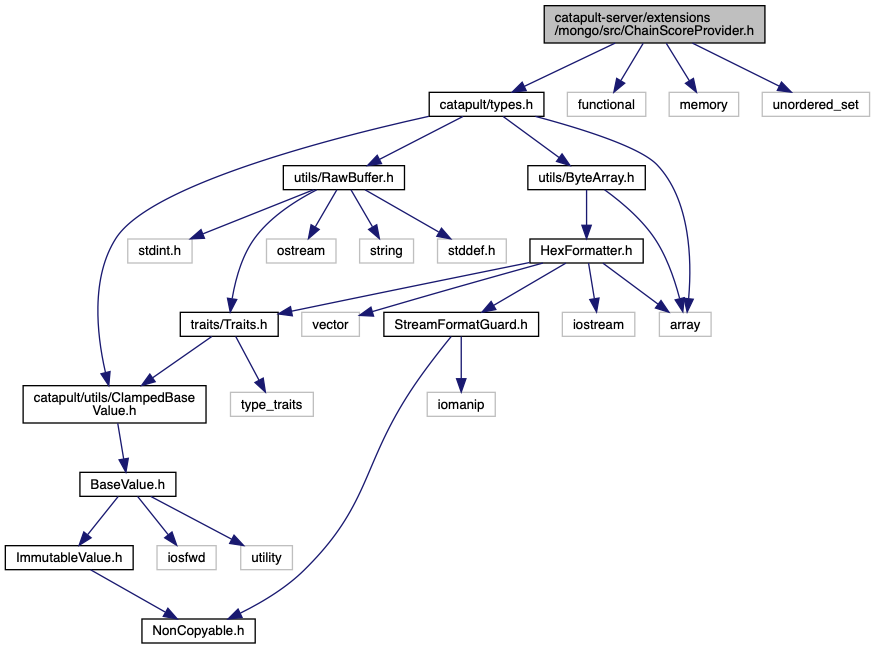 catapult-server/extensions
/mongo/src/ChainScoreProvider.h
catapult/types.h
functional
memory
unordered_set
utils/RawBuffer.h
utils/ByteArray.h
stdint.h
ostream
string
stddef.h
HexFormatter.h
traits/Traits.h
vector
StreamFormatGuard.h
iostream
array
catapult/utils/ClampedBase
Value.h
type_traits
iomanip
BaseValue.h
ImmutableValue.h
iosfwd
utility
NonCopyable.h